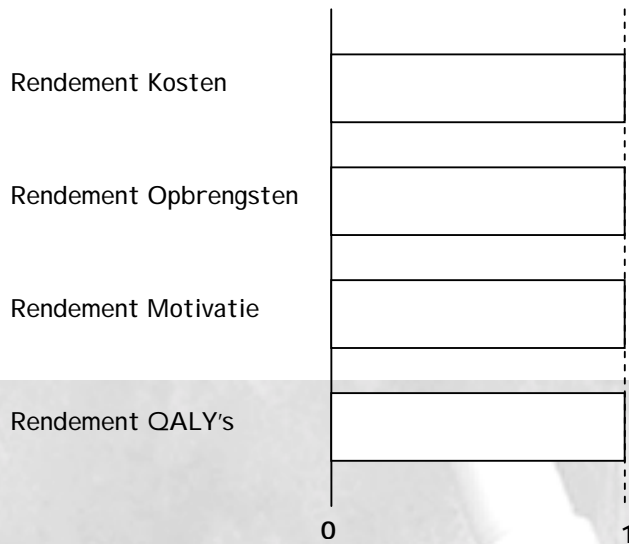 Rendement Kosten
Rendement Opbrengsten
Rendement Motivatie
Rendement QALY's
0 1